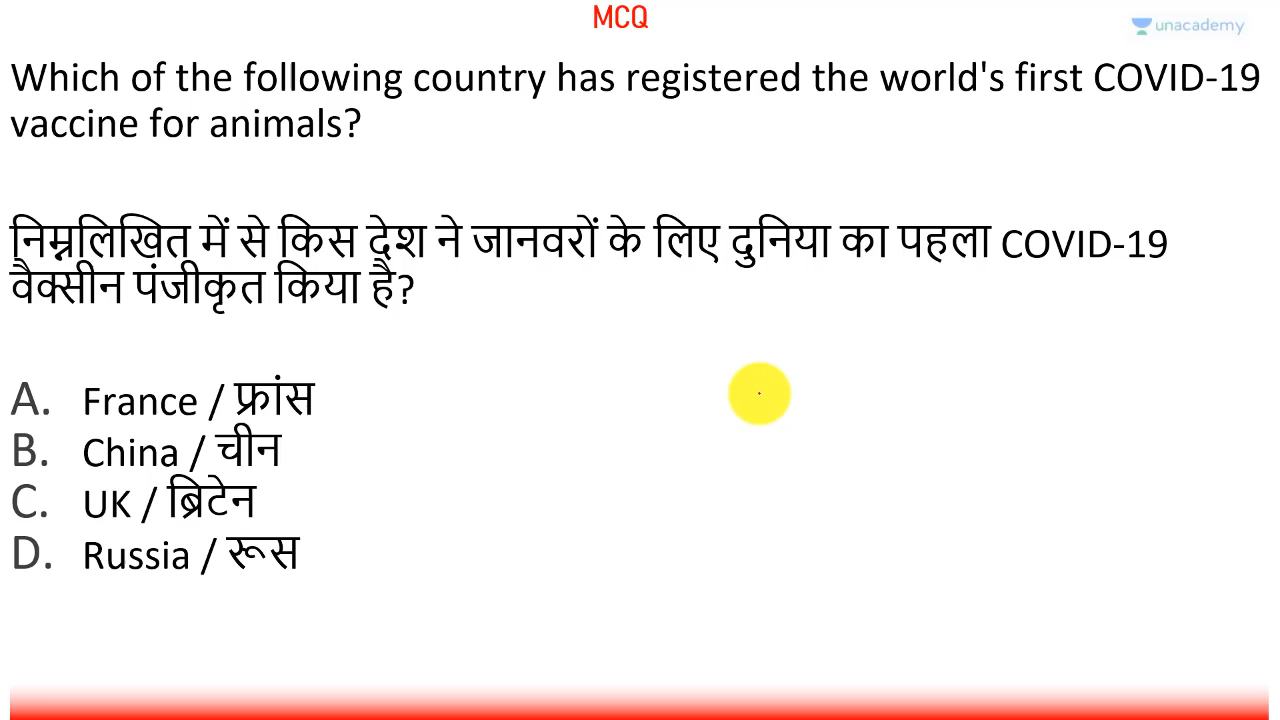 MCQ
unacademy
Which of the following country has registered the world's first COVID-19
vaccine for animals?
निम्नलिखित में से किस देश ने जानवरों के लिए दुनिया का पहला COVID-19
वैक्सीन पंजीकृत किया है?
A. France / फ्रांस
B. China / चीन
C. UK / ब्रिटेन
D. Russia / रूस